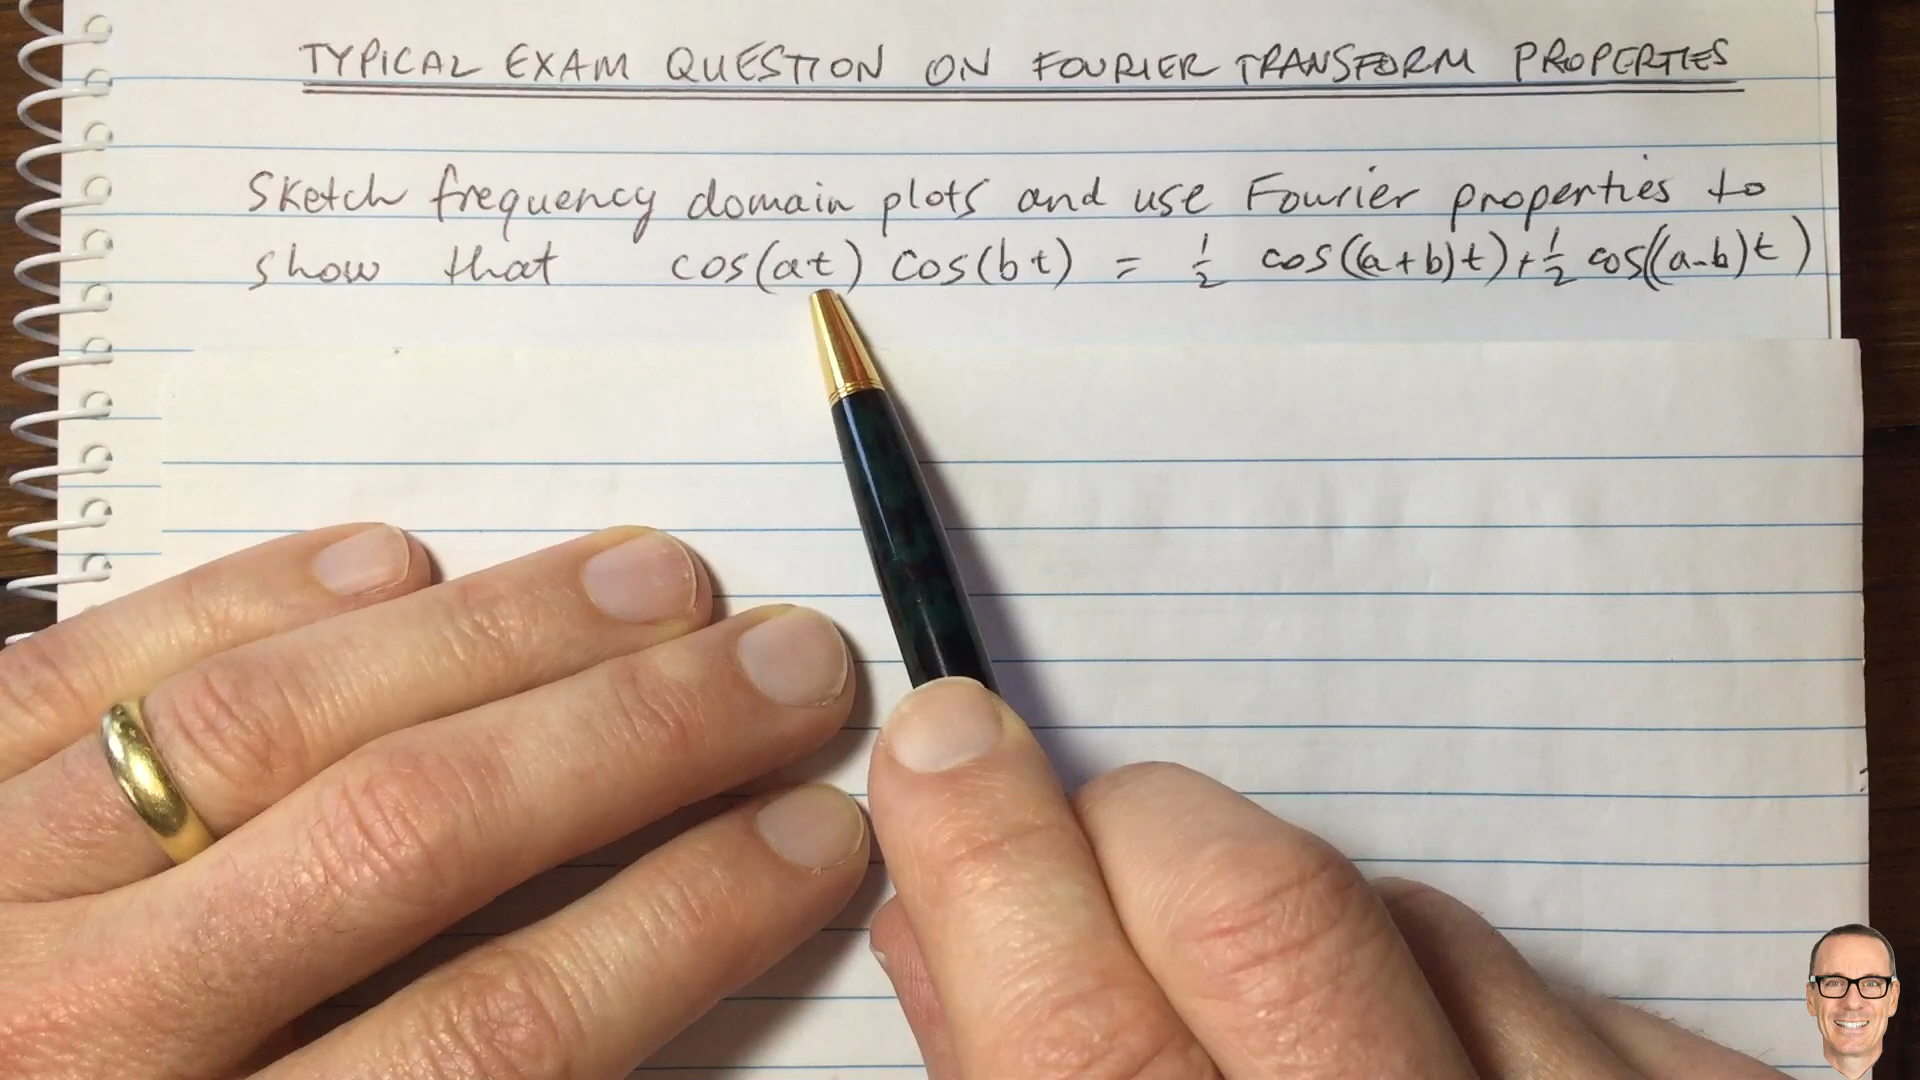 TYPICAL EXAM QUESTION ON FOURIER TRANSFORM PROPERTIES
Sketch frequency domain plots and use Fourier properties to
show that cos(at) cos(bt) = 1/2 cos((a+b)t) + 1/2 cos((a-b)t)